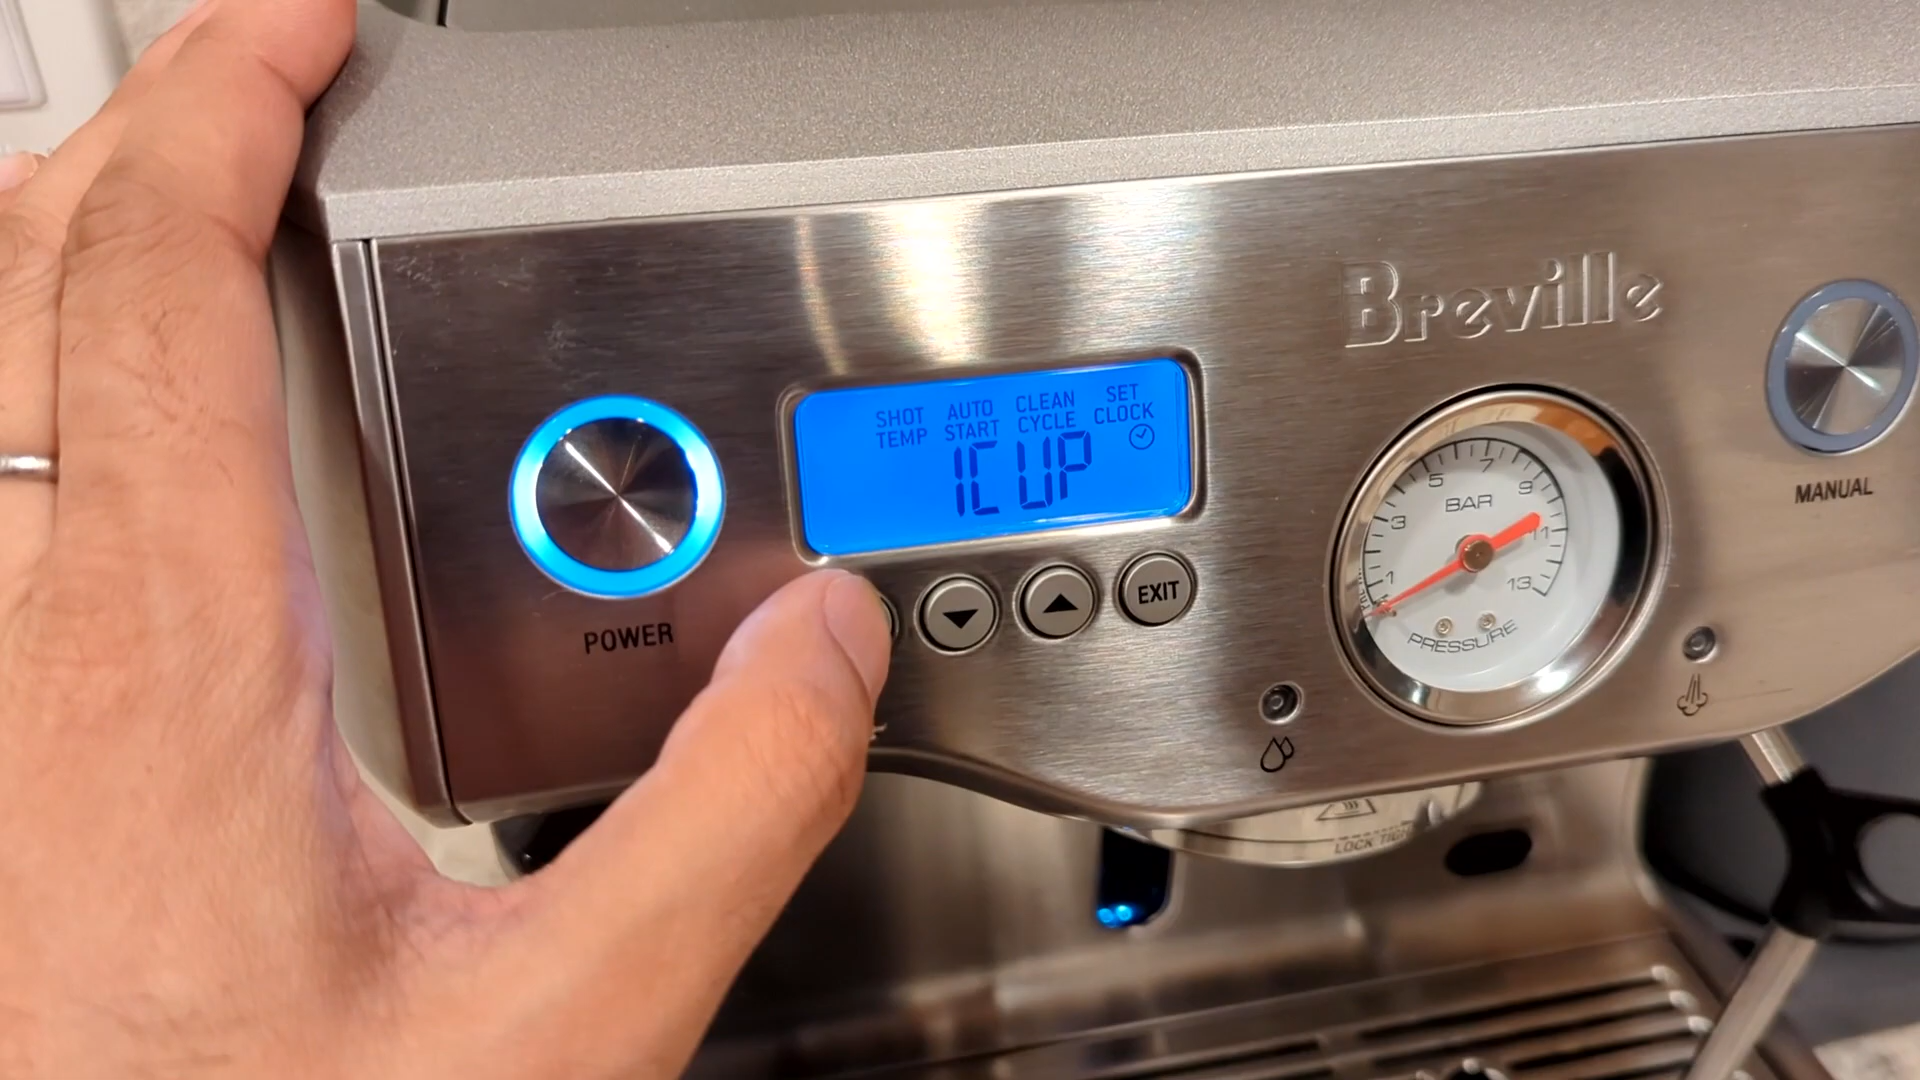 Breville
SHOT TEMP
AUTO START
CLEAN CYCLE
SET CLOCK
1CUP
POWER
EXIT
1 3 5 7 9 11 13
BAR
PRESSURE
MANUAL